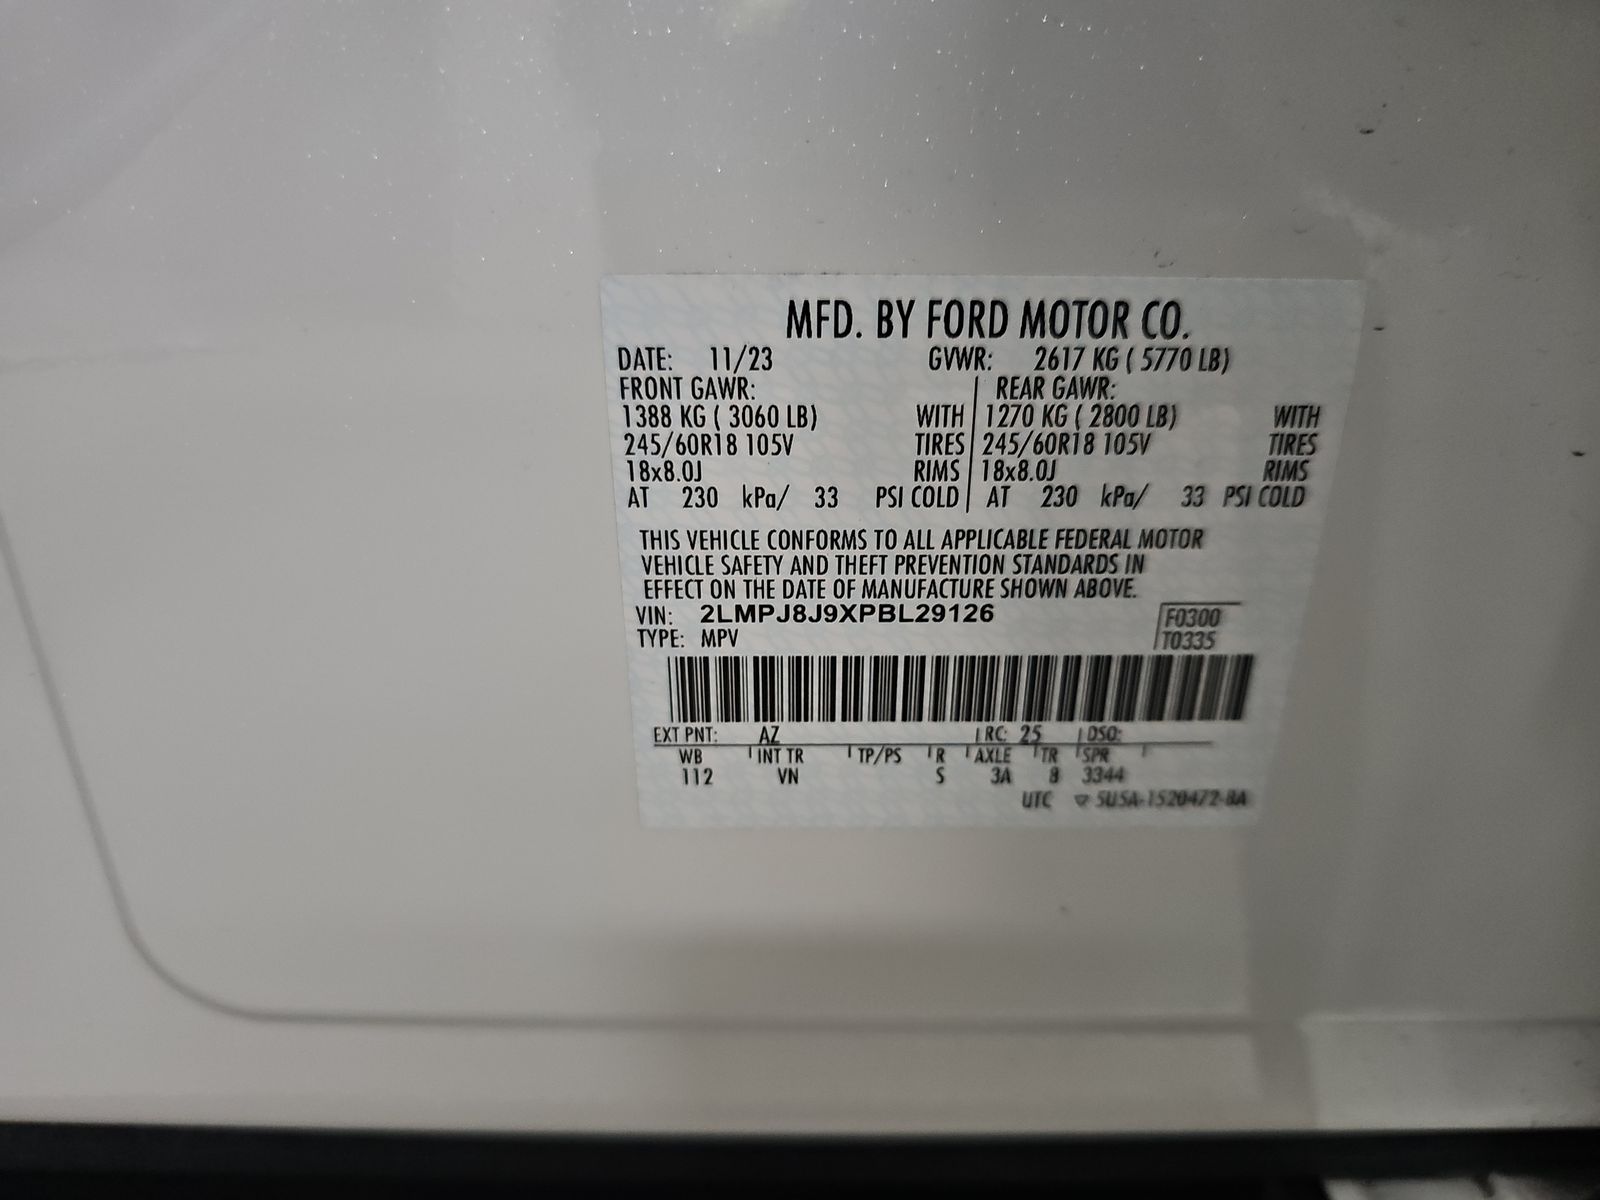 MFD. BY FORD MOTOR CO.
DATE: 11/23 GVWR: 2617 KG ( 5770 LB)
FRONT GAWR: REAR GAWR:
1388 KG ( 3060 LB) WITH 1270 KG ( 2800 LB) WITH
245/60R18 105V TIRES 245/60R18 105V TIRES
18x8.0J RIMS 18x8.0J RIMS
AT 230 kPa/ 33 PSI COLD AT 230 kPa/ 33 PSI COLD
THIS VEHICLE CONFORMS TO ALL APPLICABLE FEDERAL MOTOR
VEHICLE SAFETY AND THEFT PREVENTION STANDARDS IN
EFFECT ON THE DATE OF MANUFACTURE SHOWN ABOVE.
VIN: 2LMPJ8J9XPBL29126 F0300
TYPE: MPV T0335
EXT PNT: AZ RC: 25 DSO:
WB INT TR TP/PS R AXLE TR SPR
112 VN S 3A 8 3344
UTC ▽ 5U5A-1520472-BA